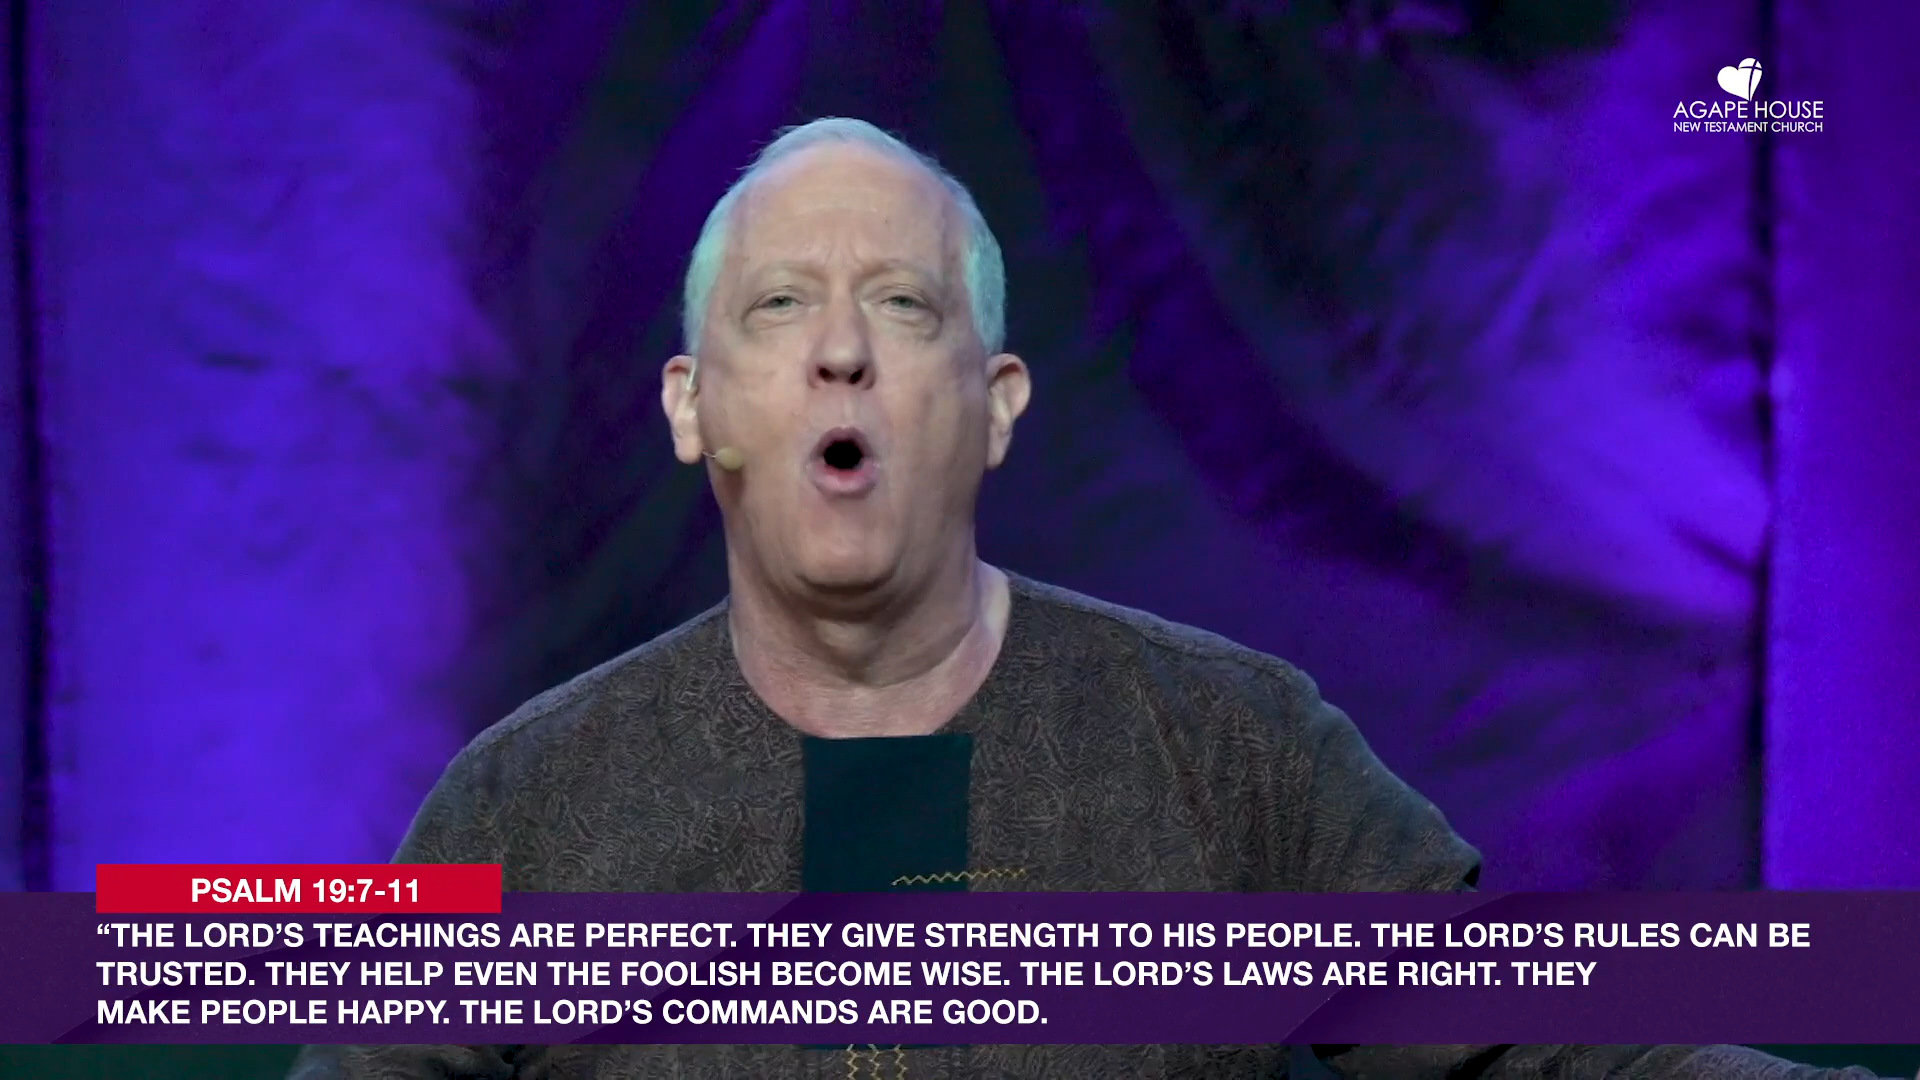 AGAPE HOUSE
NEW TESTAMENT CHURCH
PSALM 19:7-11
“THE LORD’S TEACHINGS ARE PERFECT. THEY GIVE STRENGTH TO HIS PEOPLE. THE LORD’S RULES CAN BE
TRUSTED. THEY HELP EVEN THE FOOLISH BECOME WISE. THE LORD’S LAWS ARE RIGHT. THEY
MAKE PEOPLE HAPPY. THE LORD’S COMMANDS ARE GOOD.